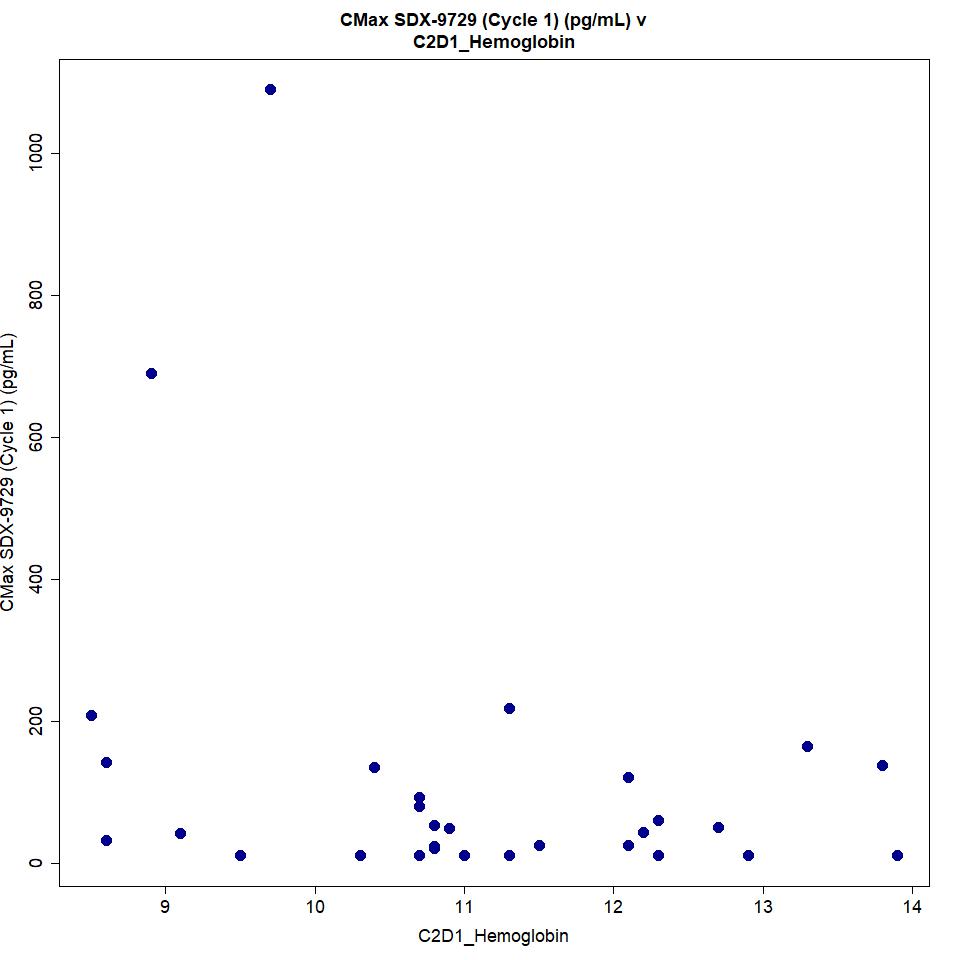 CMax SDX-9729 (Cycle 1) (pg/mL) v
C2D1_Hemoglobin
1000
800
600
400
200
0
CMax SDX-9729 (Cycle 1) (pg/mL)
9 10 11 12 13 14
C2D1_Hemoglobin